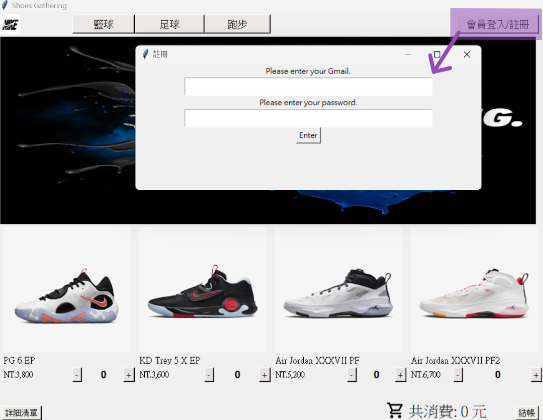 Shoes Gathering
籃球 足球 跑步 會員登入/註冊
註冊
Please enter your Gmail.
Please enter your password.
Enter
G.
PG 6 EP KD Trey 5 X EP Air Jordan XXXVII PF Air Jordan XXXVII PF2
NT.3,800 - 0 + NT.3,600 - 0 + NT.5,200 - 0 + NT.6,700 - 0 +
詳細清單 共消費: 0 元 結帳